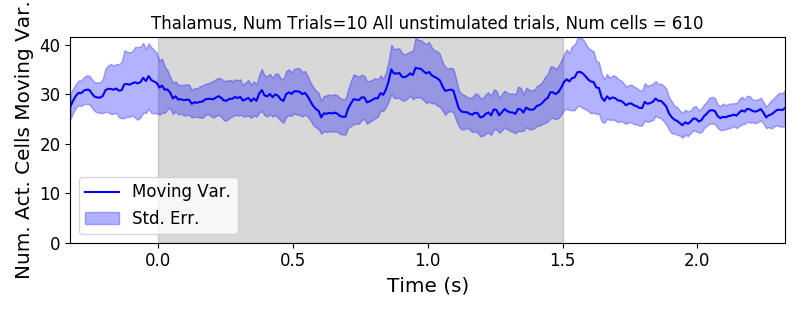 Thalamus, Num Trials=10 All unstimulated trials, Num cells = 610
Num. Act. Cells Moving Var.
40
30
20
10
0
Moving Var.
Std. Err.
0.0 0.5 1.0 1.5 2.0
Time (s)